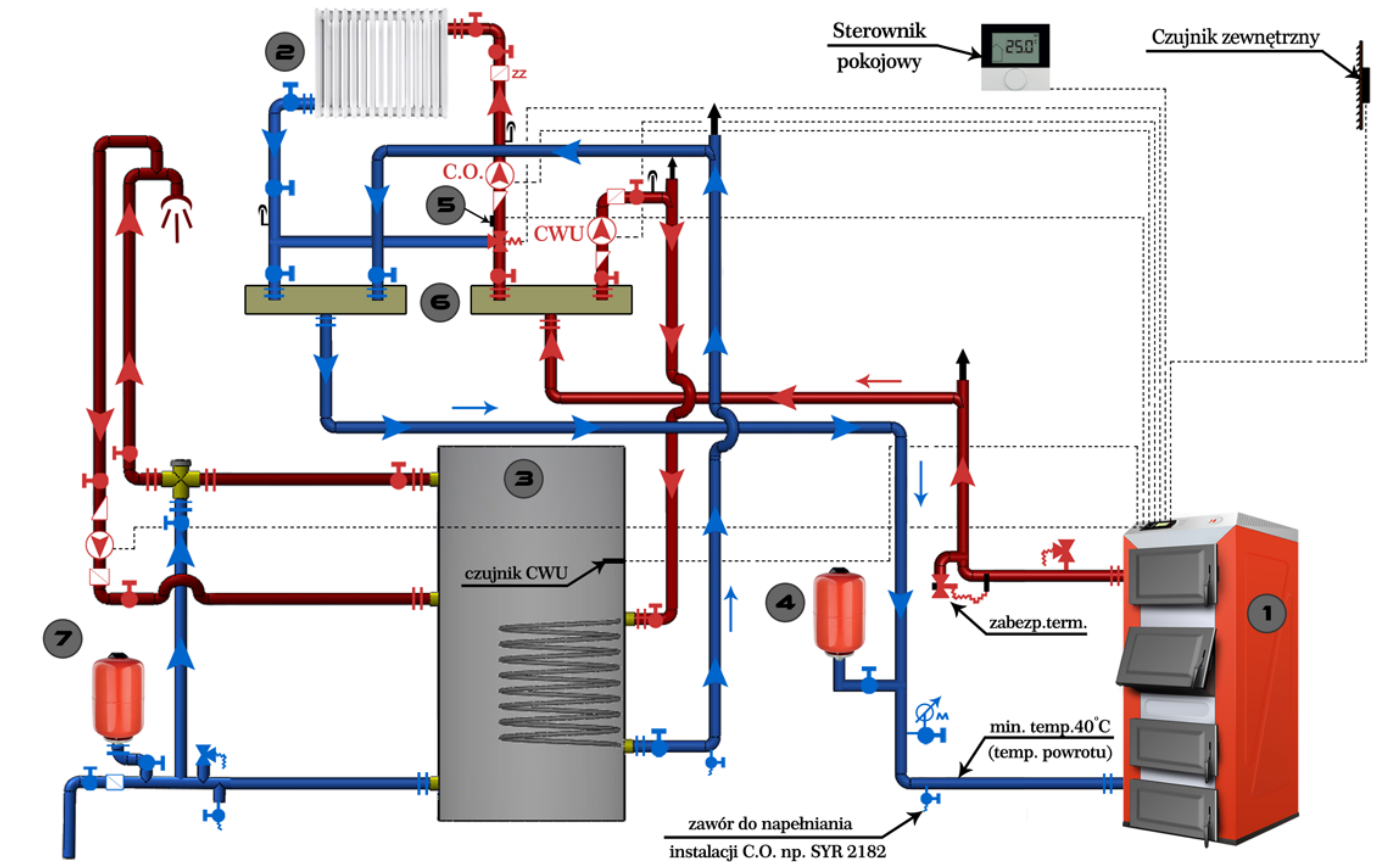 Sterownik
pokojowy
25.0°
Czujnik zewnętrzny
2
zz
C.O.
5
CWU
M
6
3
czujnik CWU
4
zabezp.term.
1
7
M
min. temp.40°C
(temp. powrotu)
zawór do napełniania
instalacji C.O. np. SYR 2182